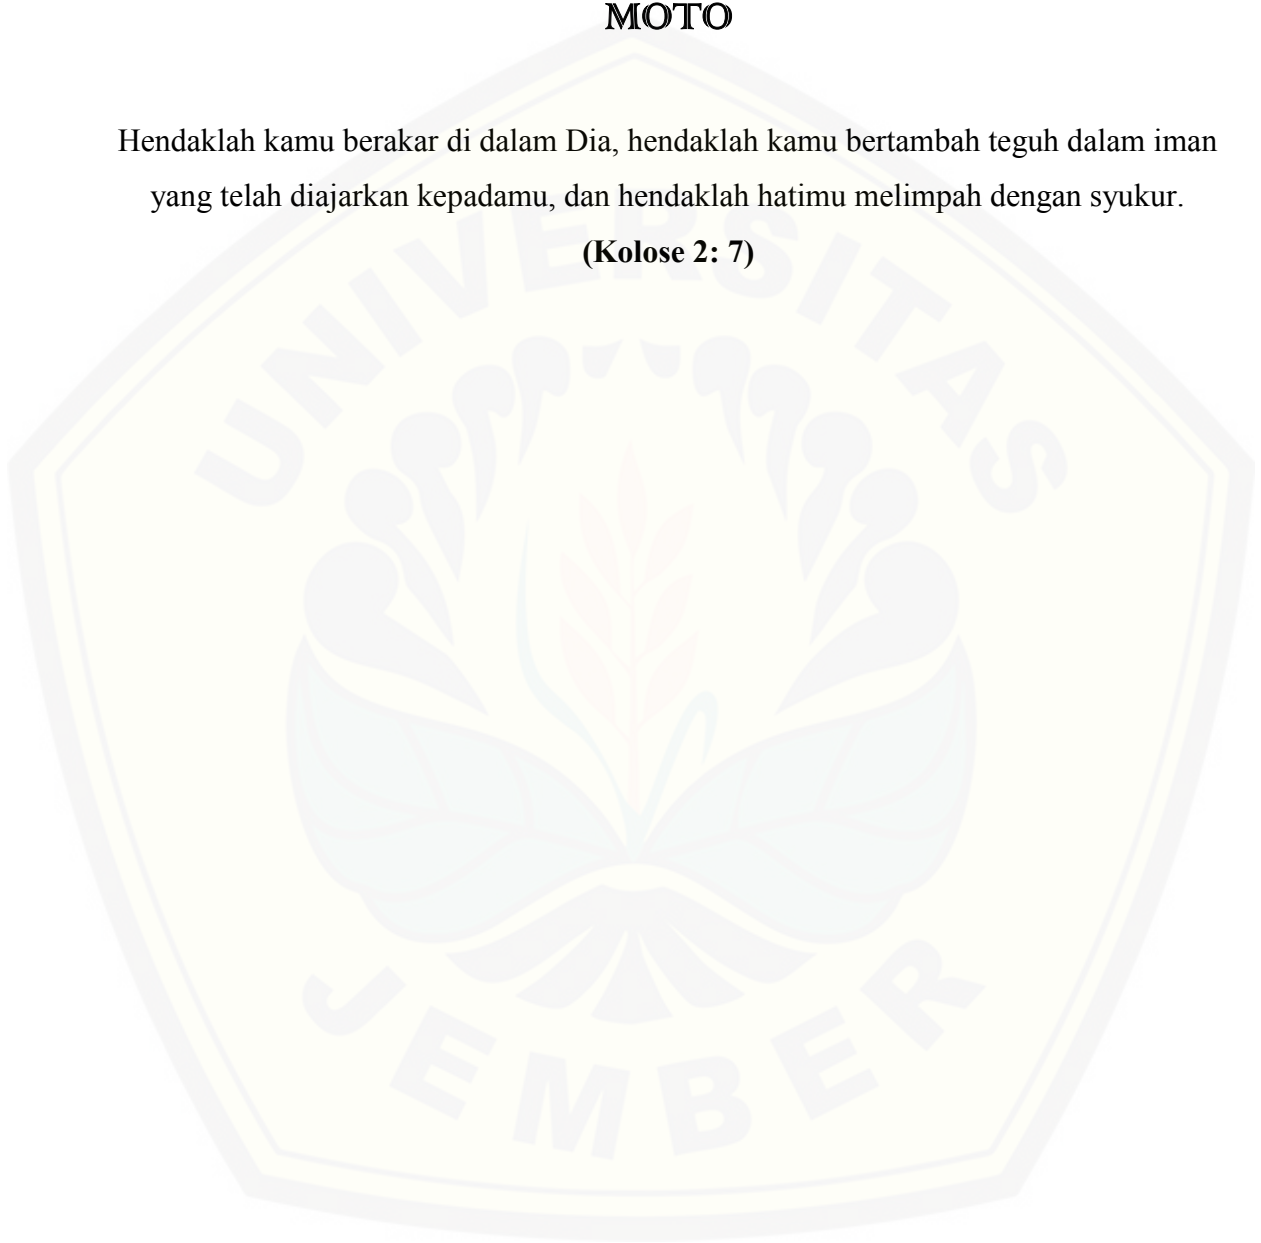 MOTO
Hendaklah kamu berakar di dalam Dia, hendaklah kamu bertambah teguh dalam iman
yang telah diajarkan kepadamu, dan hendaklah hatimu melimpah dengan syukur.
(Kolose 2: 7)
UNIVERSITAS
JEMBER